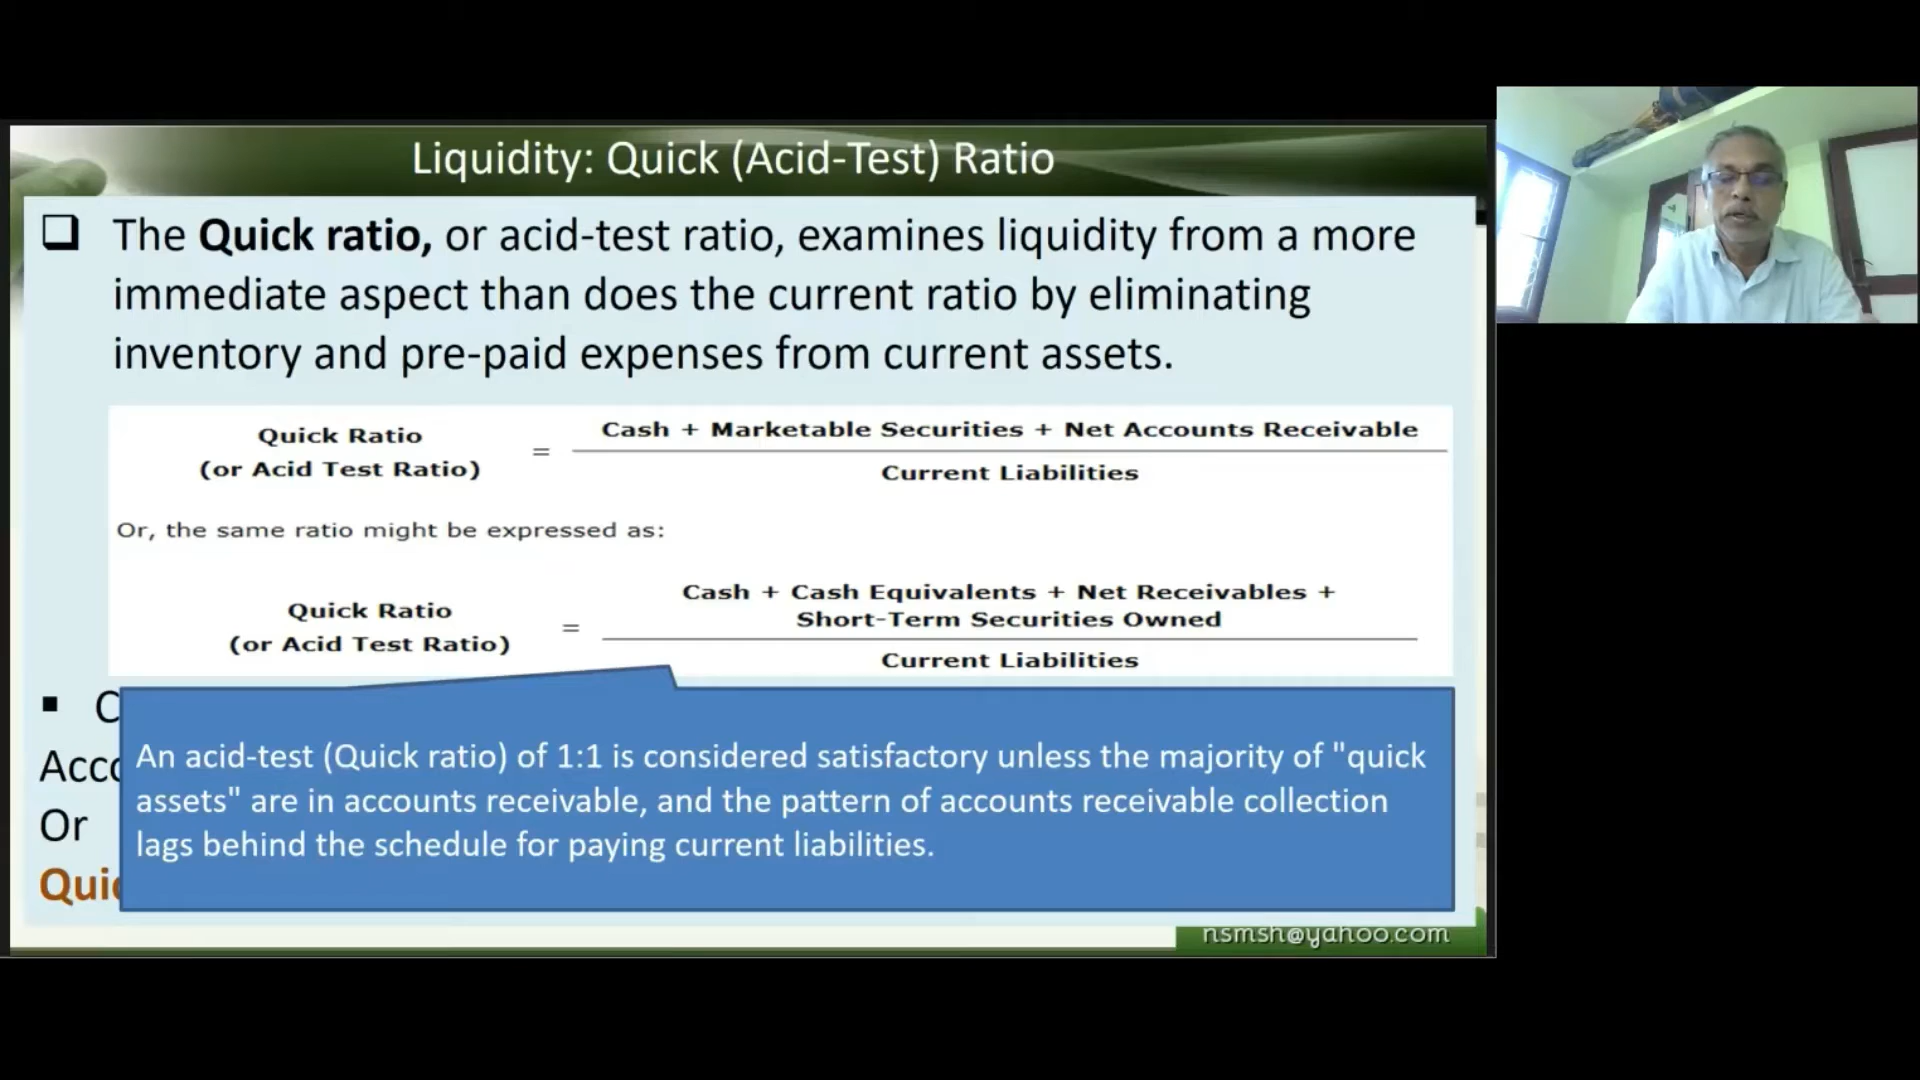 Liquidity: Quick (Acid-Test) Ratio
The Quick ratio, or acid-test ratio, examines liquidity from a more
immediate aspect than does the current ratio by eliminating
inventory and pre-paid expenses from current assets.
Quick Ratio
(or Acid Test Ratio)
=
Cash + Marketable Securities + Net Accounts Receivable
Current Liabilities
Or, the same ratio might be expressed as:
Quick Ratio
(or Acid Test Ratio)
=
Cash + Cash Equivalents + Net Receivables +
Short-Term Securities Owned
Current Liabilities
An acid-test (Quick ratio) of 1:1 is considered satisfactory unless the majority of "quick
assets" are in accounts receivable, and the pattern of accounts receivable collection
lags behind the schedule for paying current liabilities.
Or
nsmsh@yahoo.com